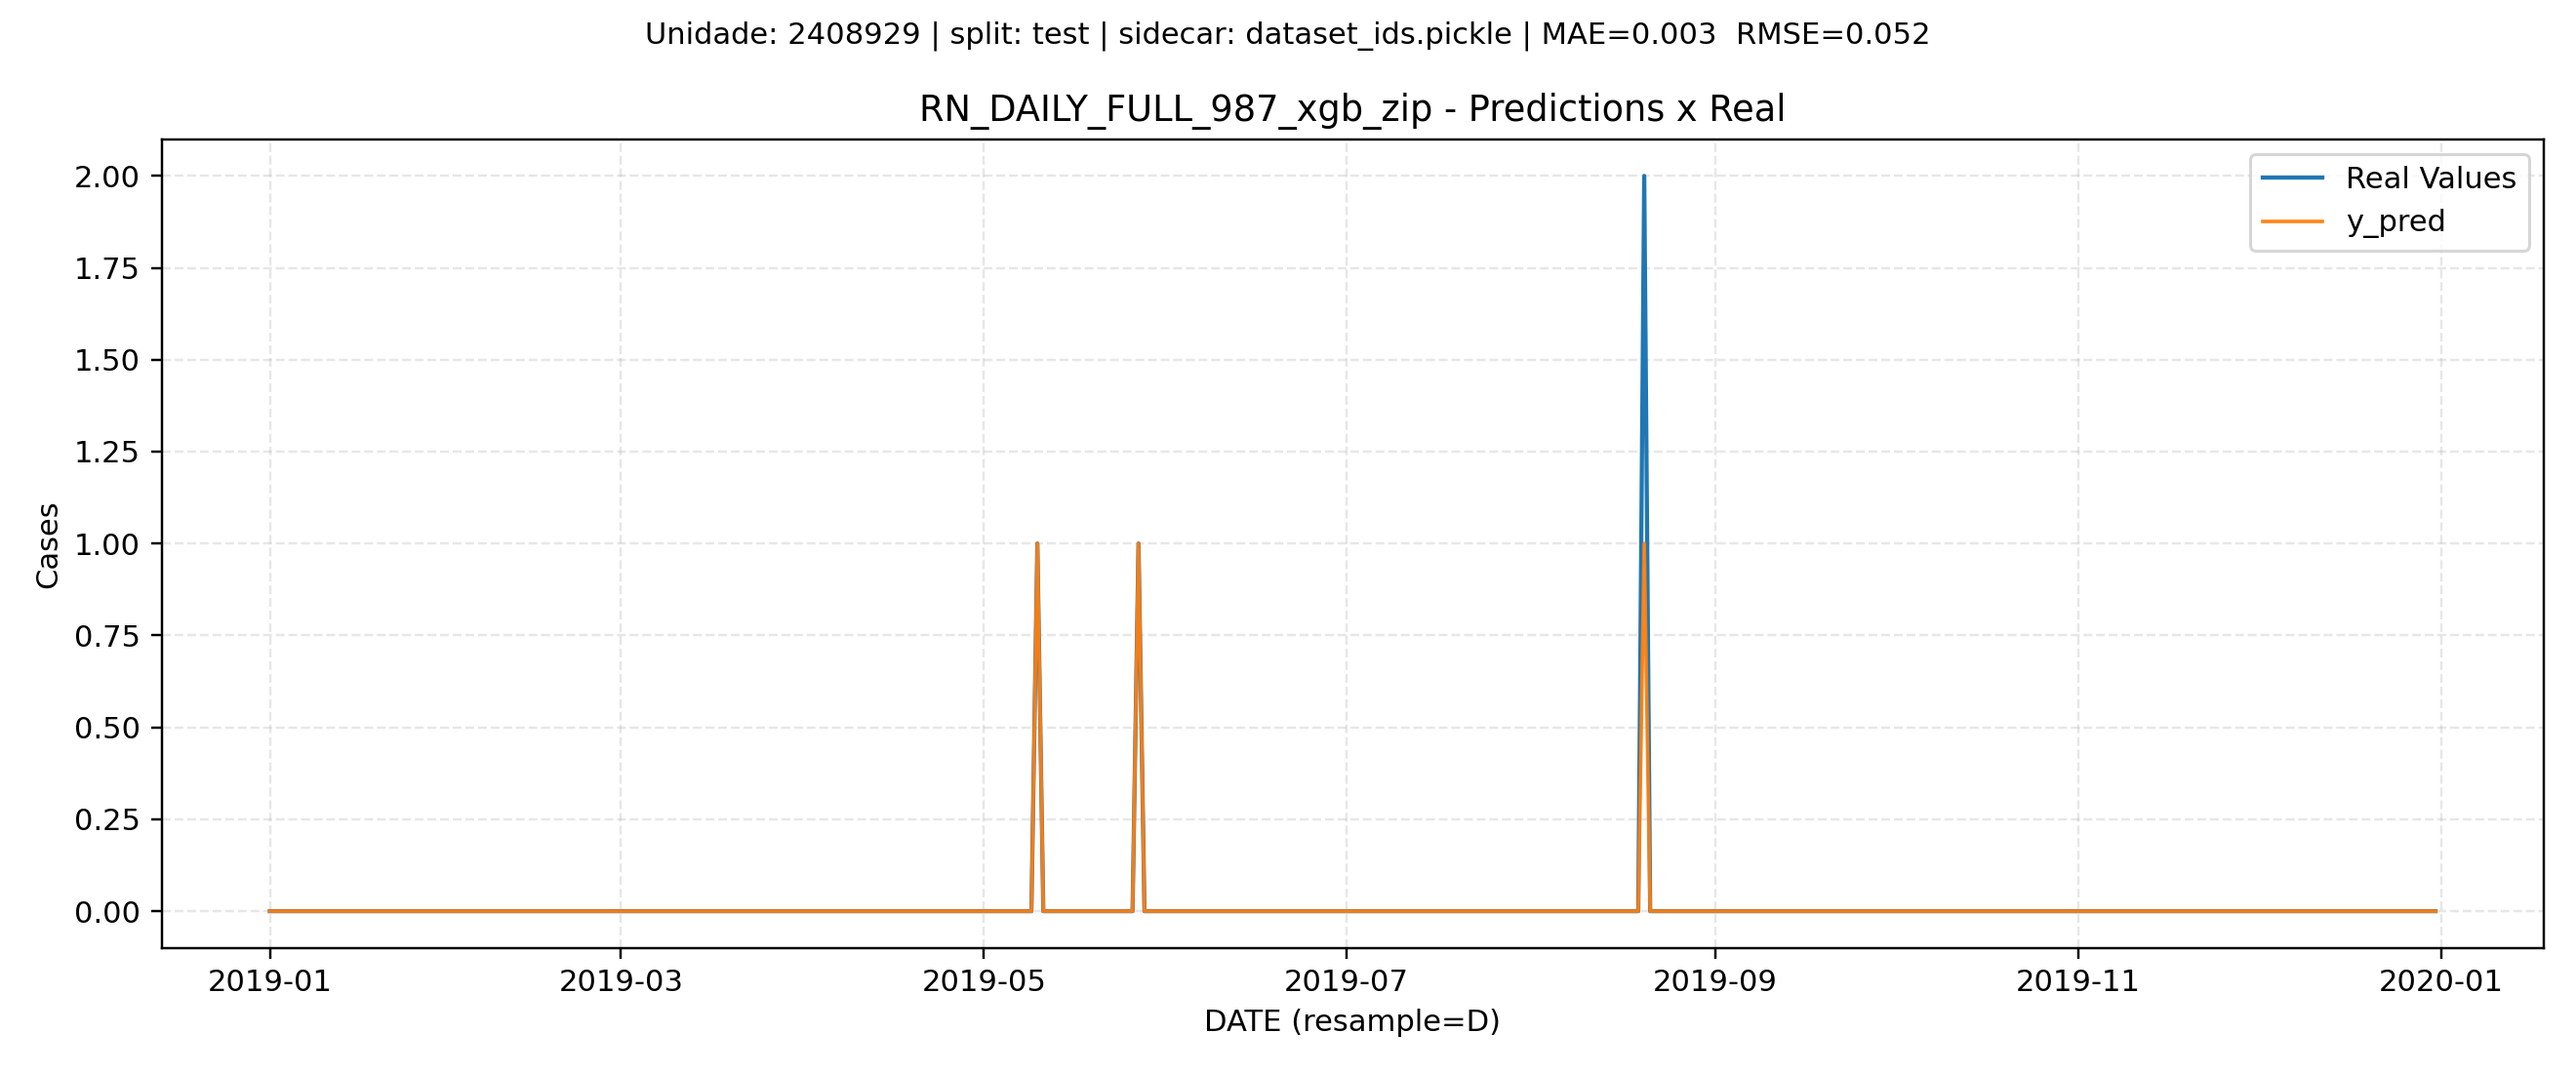 Unidade: 2408929 | split: test | sidecar: dataset_ids.pickle | MAE=0.003  RMSE=0.052
RN_DAILY_FULL_987_xgb_zip - Predictions x Real
Real Values
y_pred
2.00
1.75
1.50
1.25
1.00
0.75
0.50
0.25
0.00
Cases
2019-01
2019-03
2019-05
2019-07
2019-09
2019-11
2020-01
DATE (resample=D)